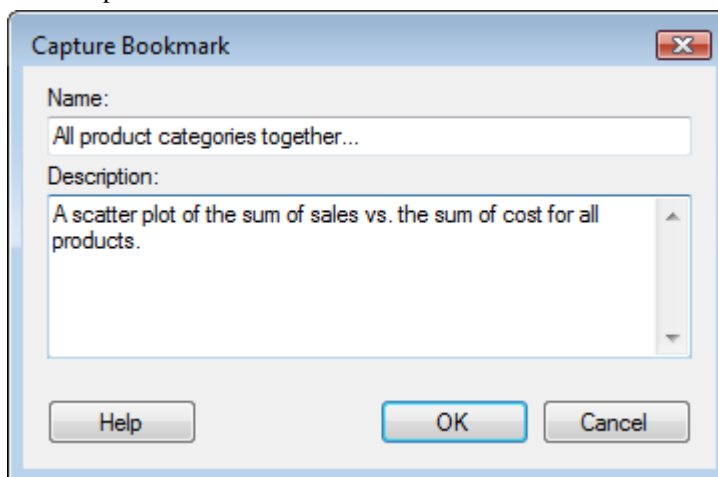 Capture Bookmark
Name:
All product categories together...
Description:
A scatter plot of the sum of sales vs. the sum of cost for all
products.
Help
OK
Cancel